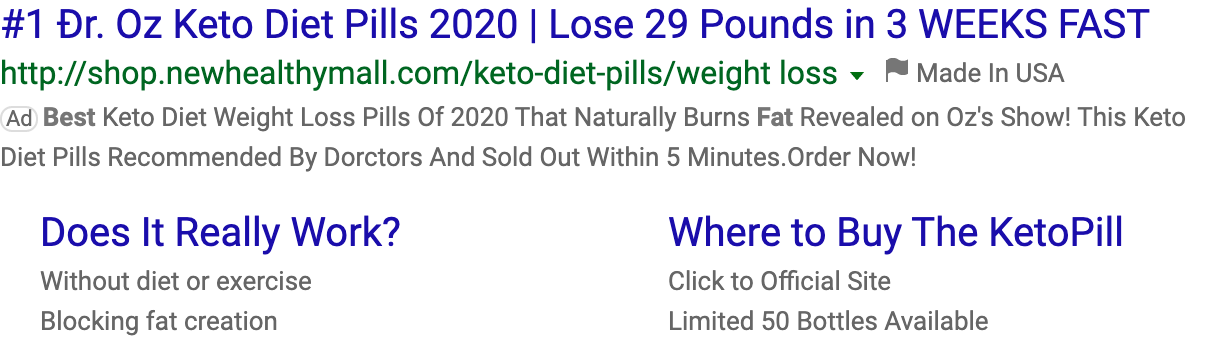 #1 Đr. Oz Keto Diet Pills 2020 | Lose 29 Pounds in 3 WEEKS FAST
http://shop.newhealthymall.com/keto-diet-pills/weight loss Made In USA
Ad Best Keto Diet Weight Loss Pills Of 2020 That Naturally Burns Fat Revealed on Oz's Show! This Keto
Diet Pills Recommended By Dorctors And Sold Out Within 5 Minutes.Order Now!
Does It Really Work?
Without diet or exercise
Blocking fat creation
Where to Buy The KetoPill
Click to Official Site
Limited 50 Bottles Available